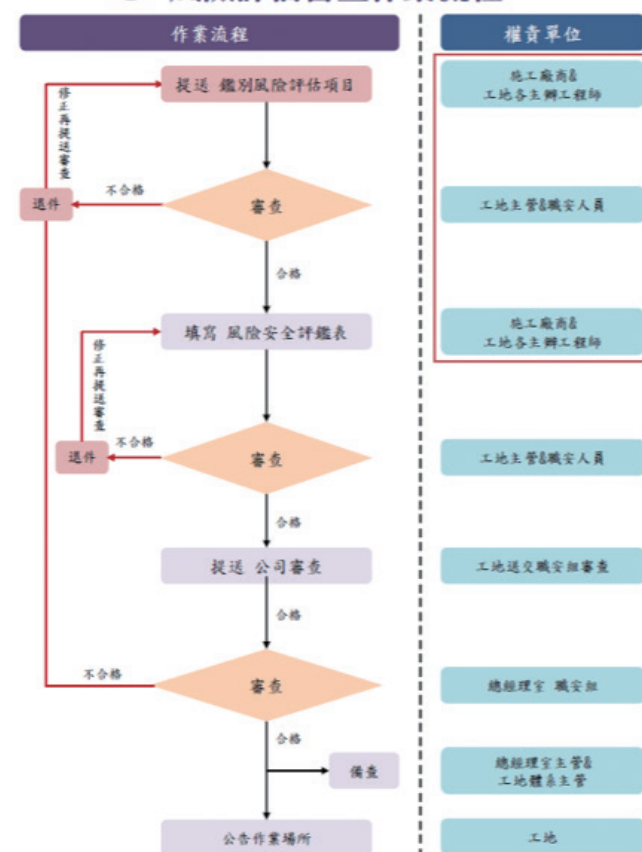 作業流程
權責單位
提送 鑑別風險評估項目
施工廠商&
工地各主辦工程師
修正再提送審查
不合格
退件
審查
工地主管&職安人員
合格
填寫 風險安全評鑑表
施工廠商&
工地各主辦工程師
修正再提送審查
不合格
退件
審查
工地主管&職安人員
合格
提送 公司審查
工地送交職安組審查
合格
不合格
審查
總經理室 職安組
合格
備查
總經理室主管&
工地體系主管
公告作業場所
工地